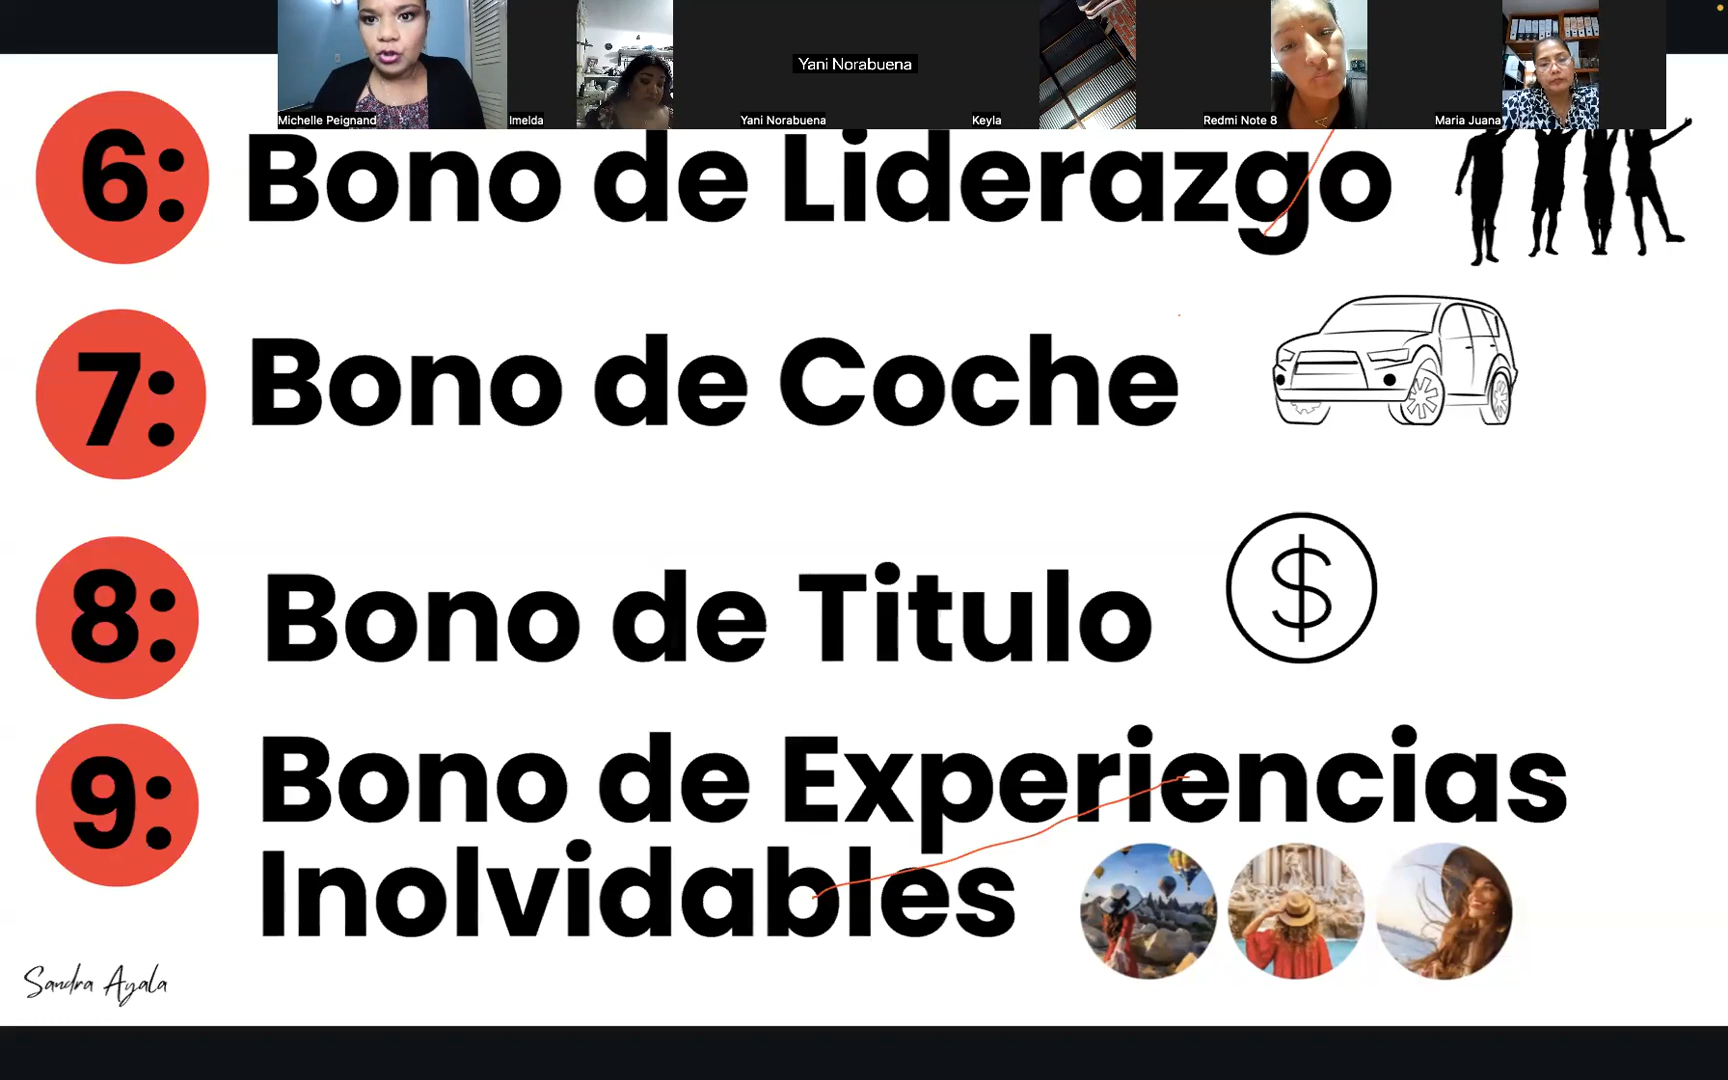 Yani Norabuena
Michelle Peignand
Imelda
Yani Norabuena
Keyla
Redmi Note 8
Maria Juana
6: Bono de Liderazgo
7: Bono de Coche
8: Bono de Titulo
$
9: Bono de Experiencias
Inolvidables
Sandra Ayala